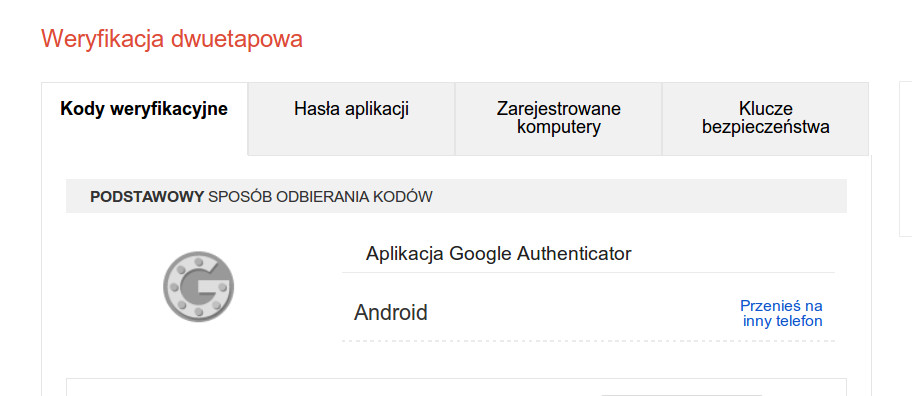 Weryfikacja dwuetapowa
Kody weryfikacyjne
Hasła aplikacji
Zarejestrowane
komputery
Klucze
bezpieczeństwa
PODSTAWOWY SPOSÓB ODBIERANIA KODÓW
Aplikacja Google Authenticator
Android
Przenieś na
inny telefon